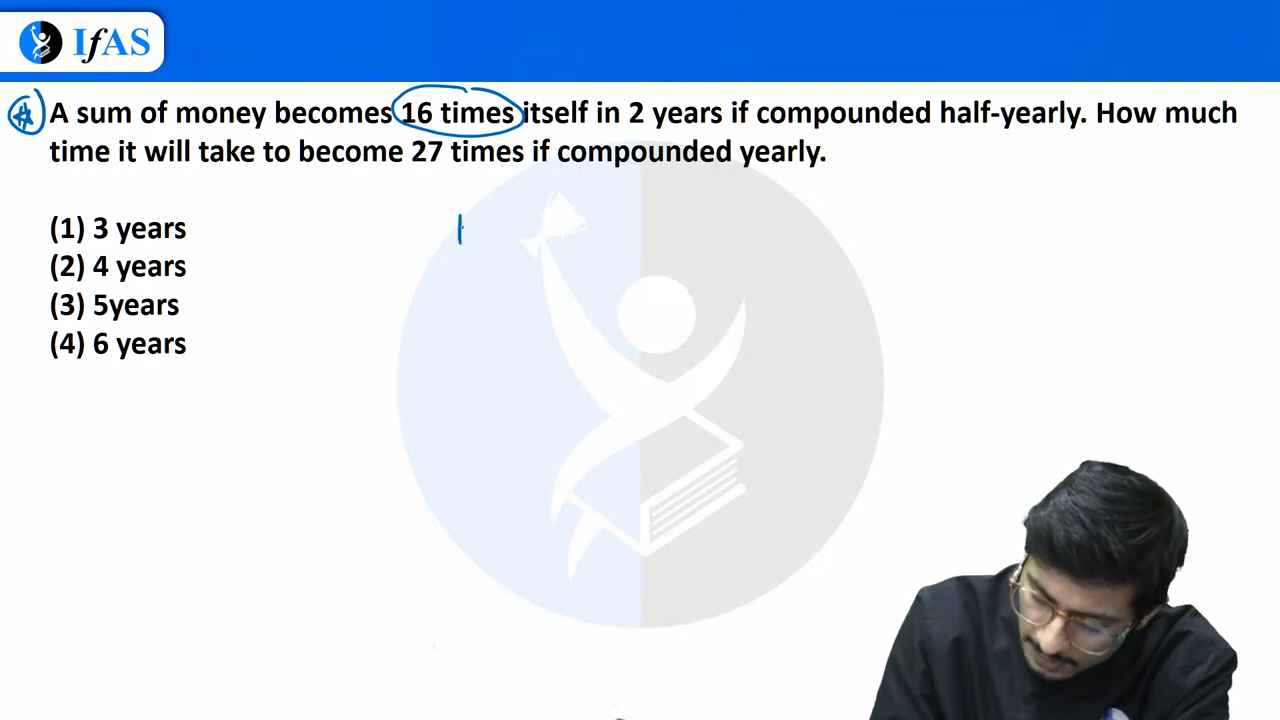 IfAS
A sum of money becomes 16 times itself in 2 years if compounded half-yearly. How much
time it will take to become 27 times if compounded yearly.
(1) 3 years
(2) 4 years
(3) 5years
(4) 6 years